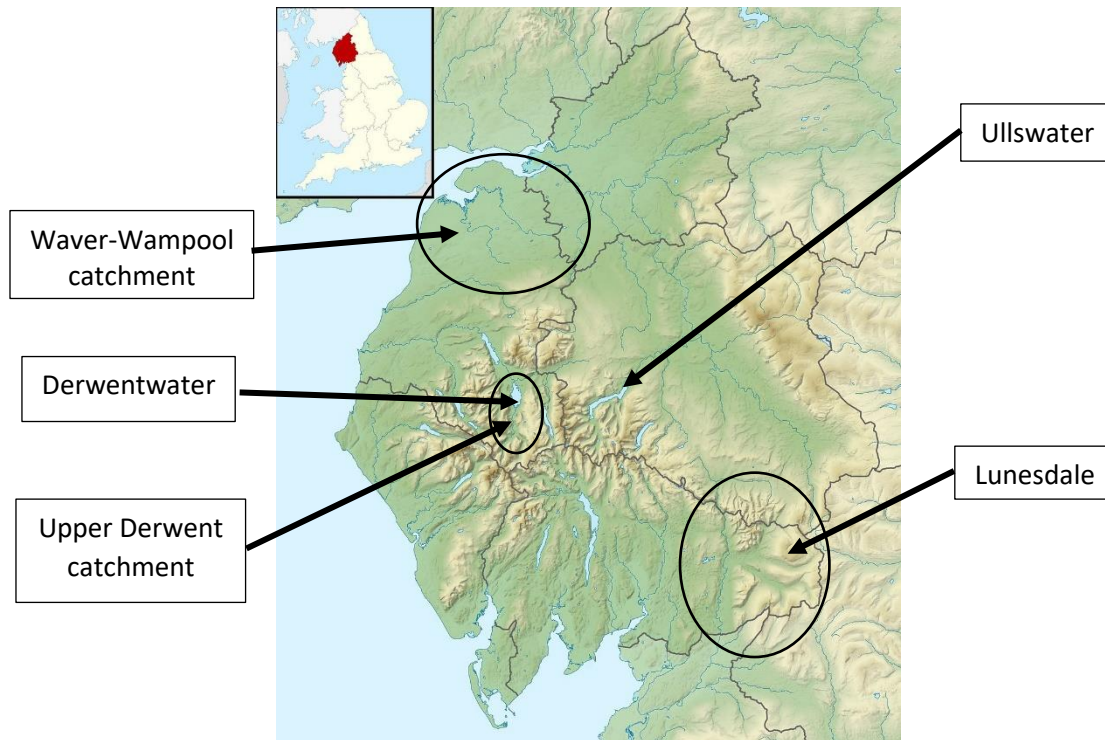 Ullswater
Waver-Wampool
catchment
Derwentwater
Lunesdale
Upper Derwent
catchment